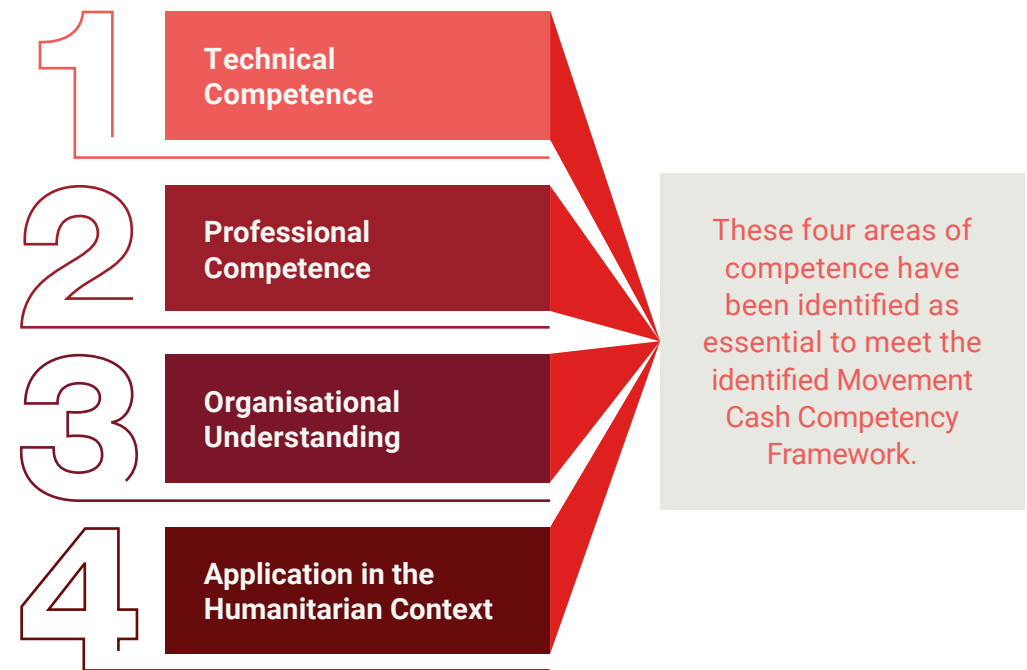 1
Technical
Competence
2
Professional
Competence
3
Organisational
Understanding
4
Application in the
Humanitarian Context
These four areas of
competence have
been identified as
essential to meet the
identified Movement
Cash Competency
Framework.